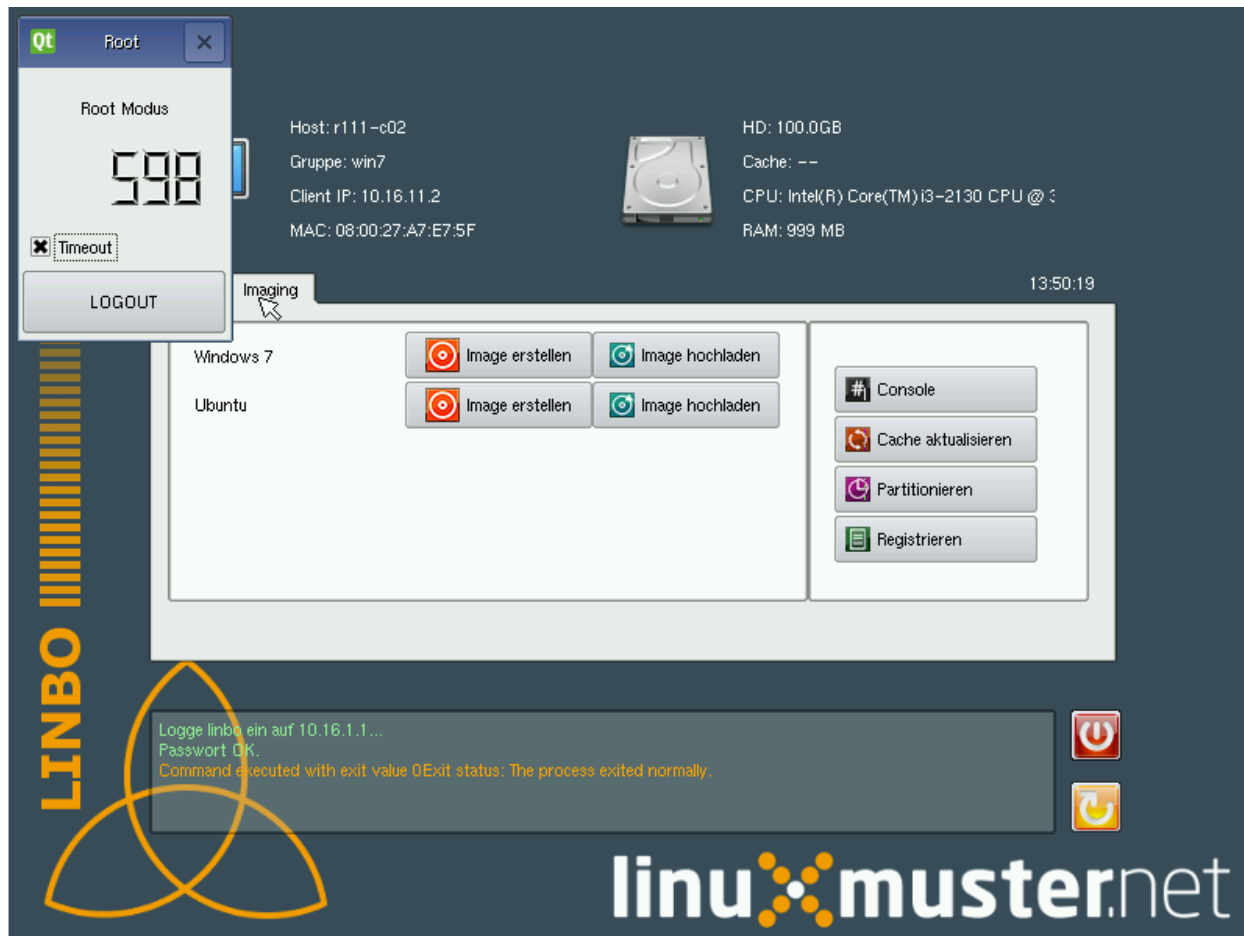 Root
Root Modus
598
Timeout
LOGOUT
Host: r111-c02
Gruppe: win7
Client IP: 10.16.11.2
MAC: 08:00:27:A7:E7:5F
HD: 100.0GB
Cache: --
CPU: Intel(R) Core(TM) i3-2130 CPU @ 3
RAM: 999 MB
Imaging
13:50:19
Windows 7 Image erstellen Image hochladen
Ubuntu Image erstellen Image hochladen
Console
Cache aktualisieren
Partitionieren
Registrieren
LINBO
Logge linbo ein auf 10.16.1.1...
Passwort OK.
Command executed with exit value 0Exit status: The process exited normally.
linuxmuster.net